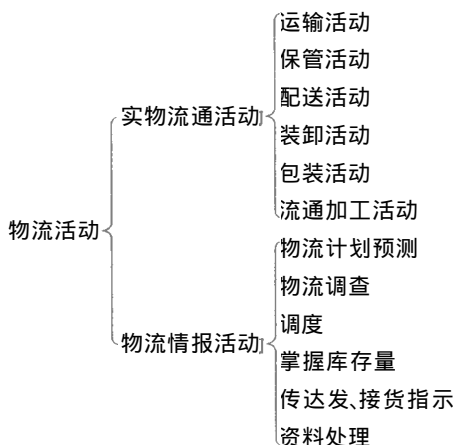 物流活动
实物流通活动
运输活动
保管活动
配送活动
装卸活动
包装活动
流通加工活动
物流情报活动
物流计划预测
物流调查
调度
掌握库存量
传达发、接货指示
资料处理